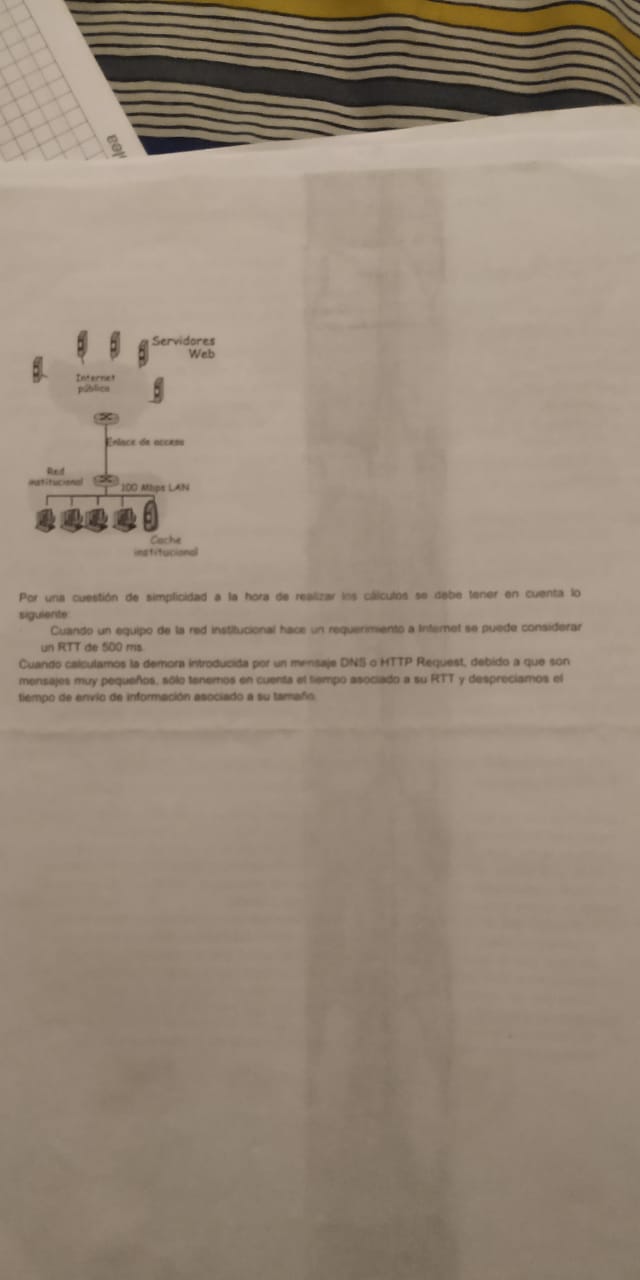 Servidores
Web
Internet
pública
Enlace de acceso
Red
institucional
100 Mbps LAN
Cache
institucional
Por una cuestión de simplicidad a la hora de realizar los cálculos se debe tener en cuenta lo
siguiente:
Cuando un equipo de la red institucional hace un requerimiento a Internet se puede considerar
un RTT de 500 ms.
Cuando calculamos la demora introducida por un mensaje DNS o HTTP Request, debido a que son
mensajes muy pequeños, sólo tenemos en cuenta el tiempo asociado a su RTT y despreciamos el
tiempo de envío de información asociado a su tamaño.